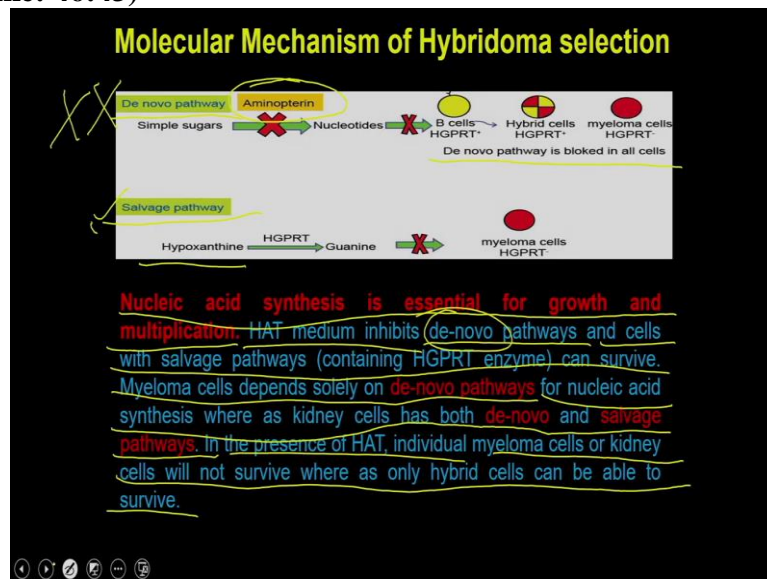 Molecular Mechanism of Hybridoma selection
De novo pathway Aminopterin
Simple sugars Nucleotides B cells Hybrid cells myeloma cells
HGPRT+ HGPRT+ HGPRT-
De novo pathway is bloked in all cells
Salvage pathway
HGPRT
Hypoxanthine Guanine myeloma cells
HGPRT-
Nucleic acid synthesis is essential for growth and
multiplication. HAT medium inhibits de-novo pathways and cells
with salvage pathways (containing HGPRT enzyme) can survive.
Myeloma cells depends solely on de-novo pathways for nucleic acid
synthesis where as kidney cells has both de-novo and salvage
pathways. In the presence of HAT, individual myeloma cells or kidney
cells will not survive where as only hybrid cells can be able to
survive.